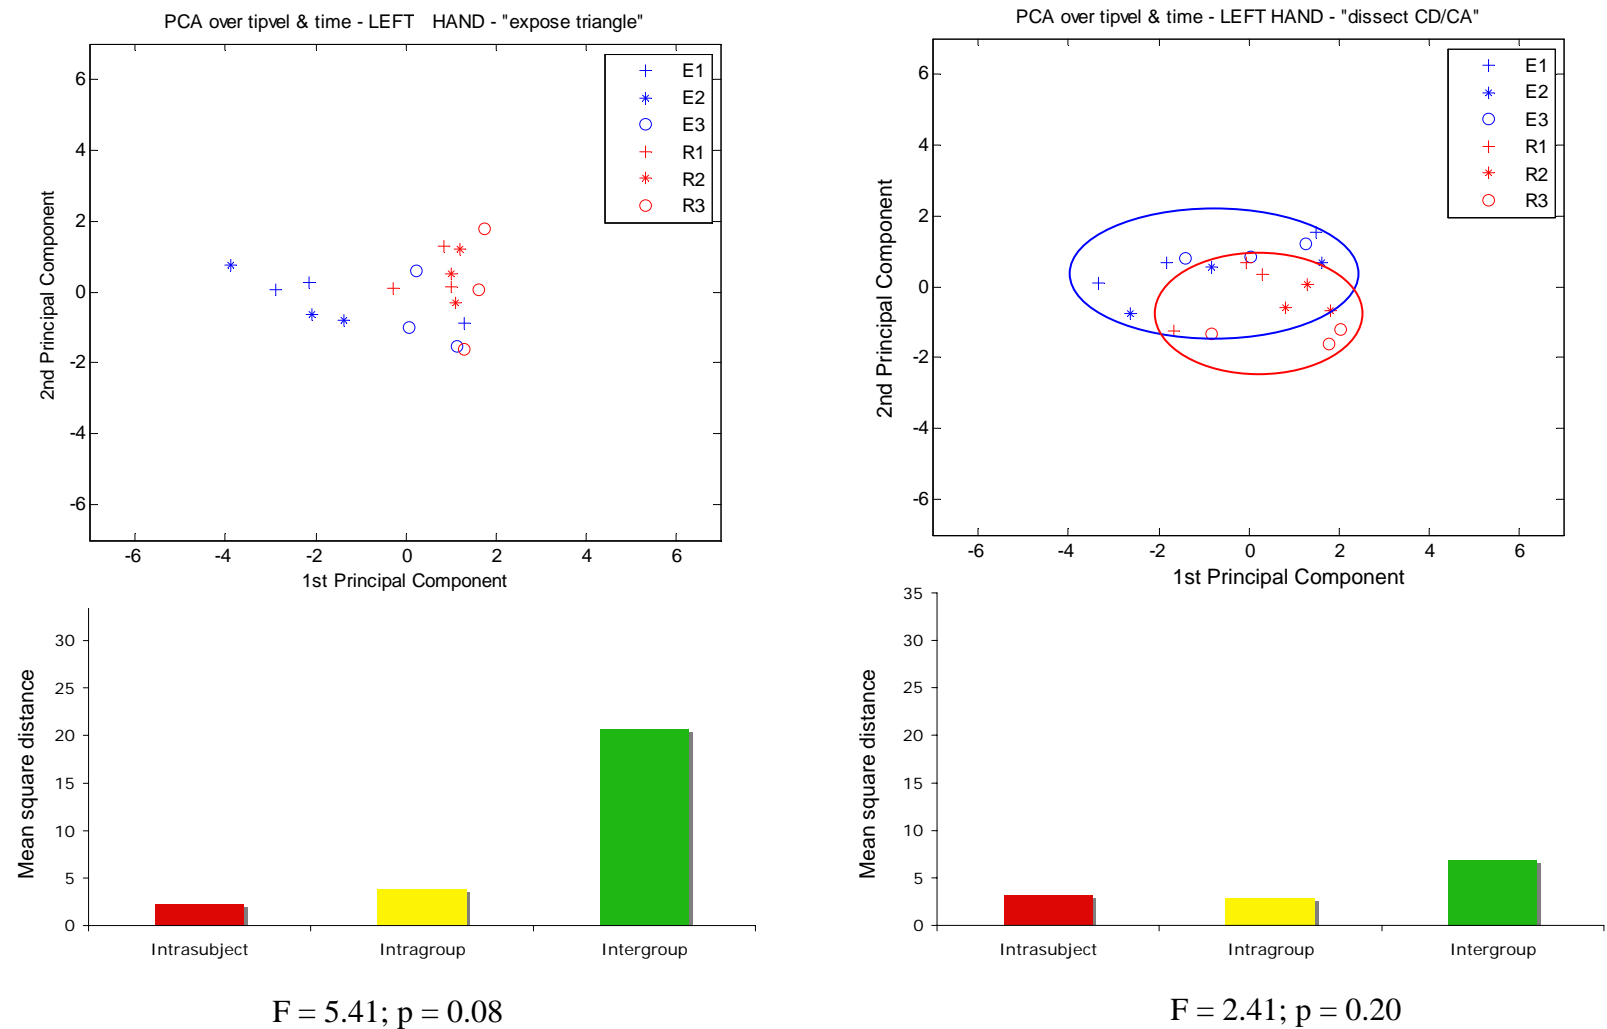 PCA over tipvel & time - LEFT HAND - "expose triangle"
E1
E2
E3
R1
R2
R3
6
4
2
0
-2
-4
-6
2nd Principal Component
-6 -4 -2 0 2 4 6
1st Principal Component
PCA over tipvel & time - LEFT HAND - "dissect CD/CA"
E1
E2
E3
R1
R2
R3
6
4
2
0
-2
-4
-6
2nd Principal Component
-6 -4 -2 0 2 4 6
1st Principal Component
30
25
20
15
10
5
0
Mean square distance
Intrasubject Intragroup Intergroup
F = 5.41; p = 0.08
35
30
25
20
15
10
5
0
Mean square distance
Intrasubject Intragroup Intergroup
F = 2.41; p = 0.20